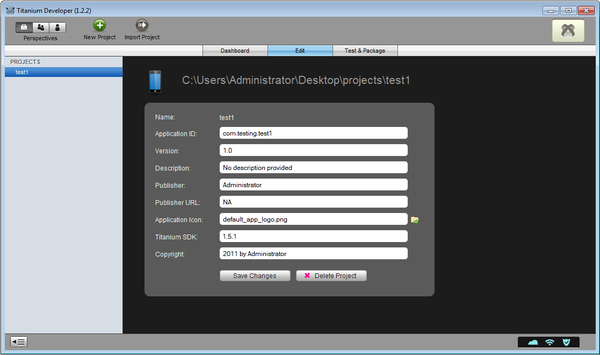 Titanium Developer (1.2.2)
Perspectives
New Project
Import Project
Dashboard
Edit
Test & Package
PROJECTS
test1
C:\Users\Administrator\Desktop\projects\test1
Name: test1
Application ID: com.testing.test1
Version: 1.0
Description: No description provided
Publisher: Administrator
Publisher URL: NA
Application Icon: default_app_logo.png
Titanium SDK: 1.5.1
Copyright: 2011 by Administrator
Save Changes
Delete Project